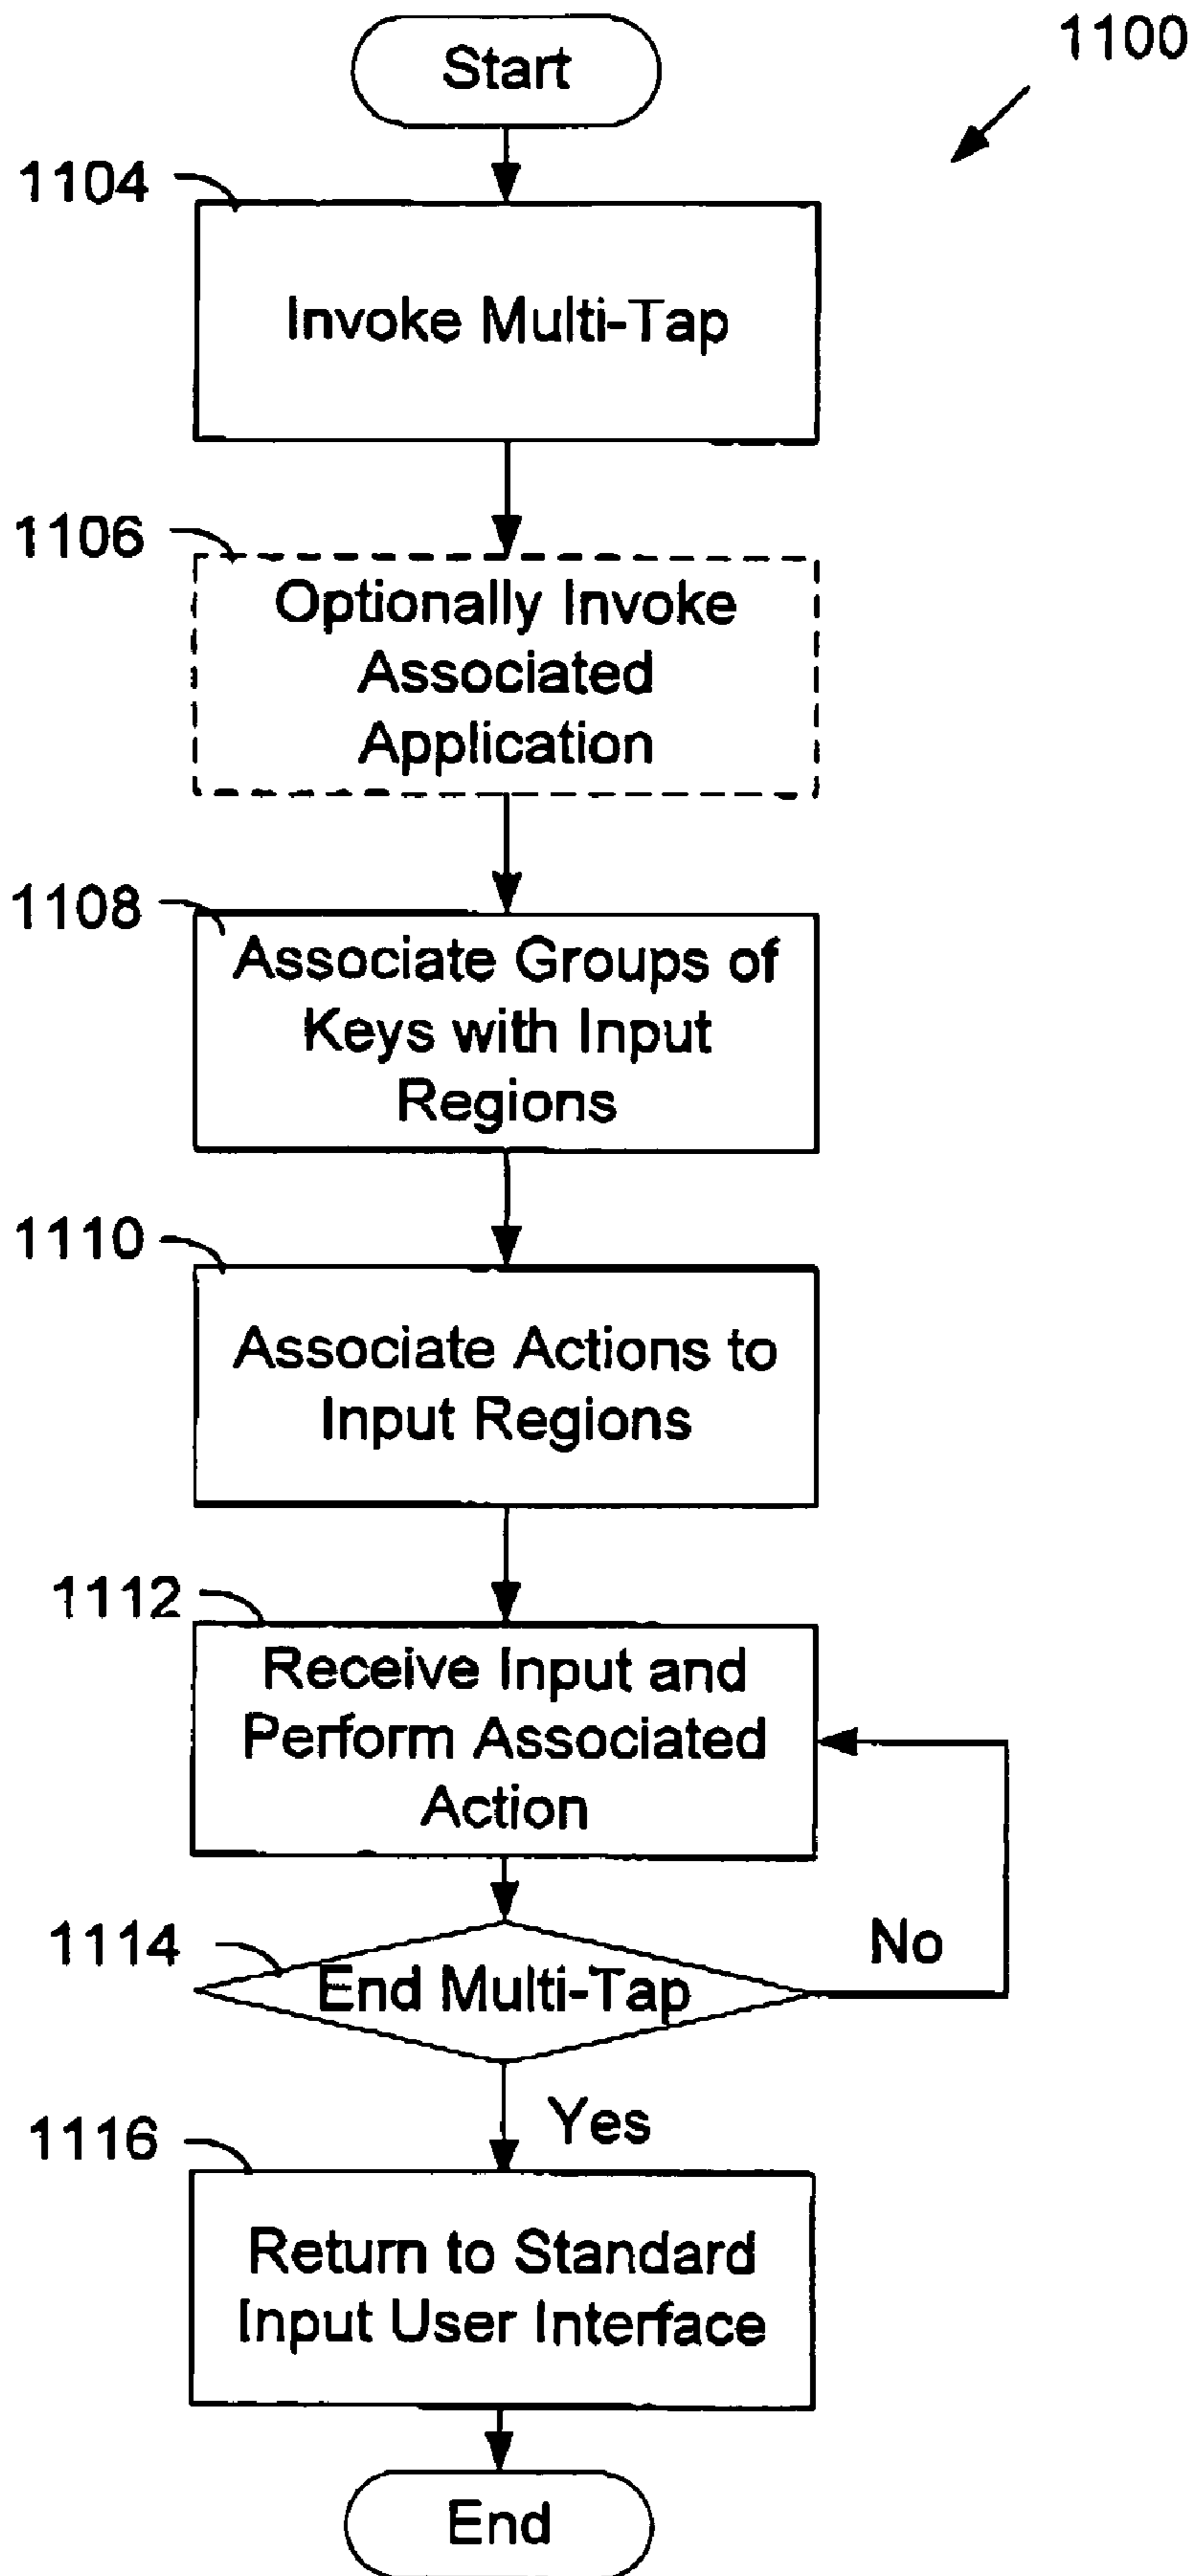 1100
Start
1104
Invoke Multi-Tap
1106
Optionally Invoke
Associated
Application
1108
Associate Groups of
Keys with Input
Regions
1110
Associate Actions to
Input Regions
1112
Receive Input and
Perform Associated
Action
1114
End Multi-Tap
No
Yes
1116
Return to Standard
Input User Interface
End